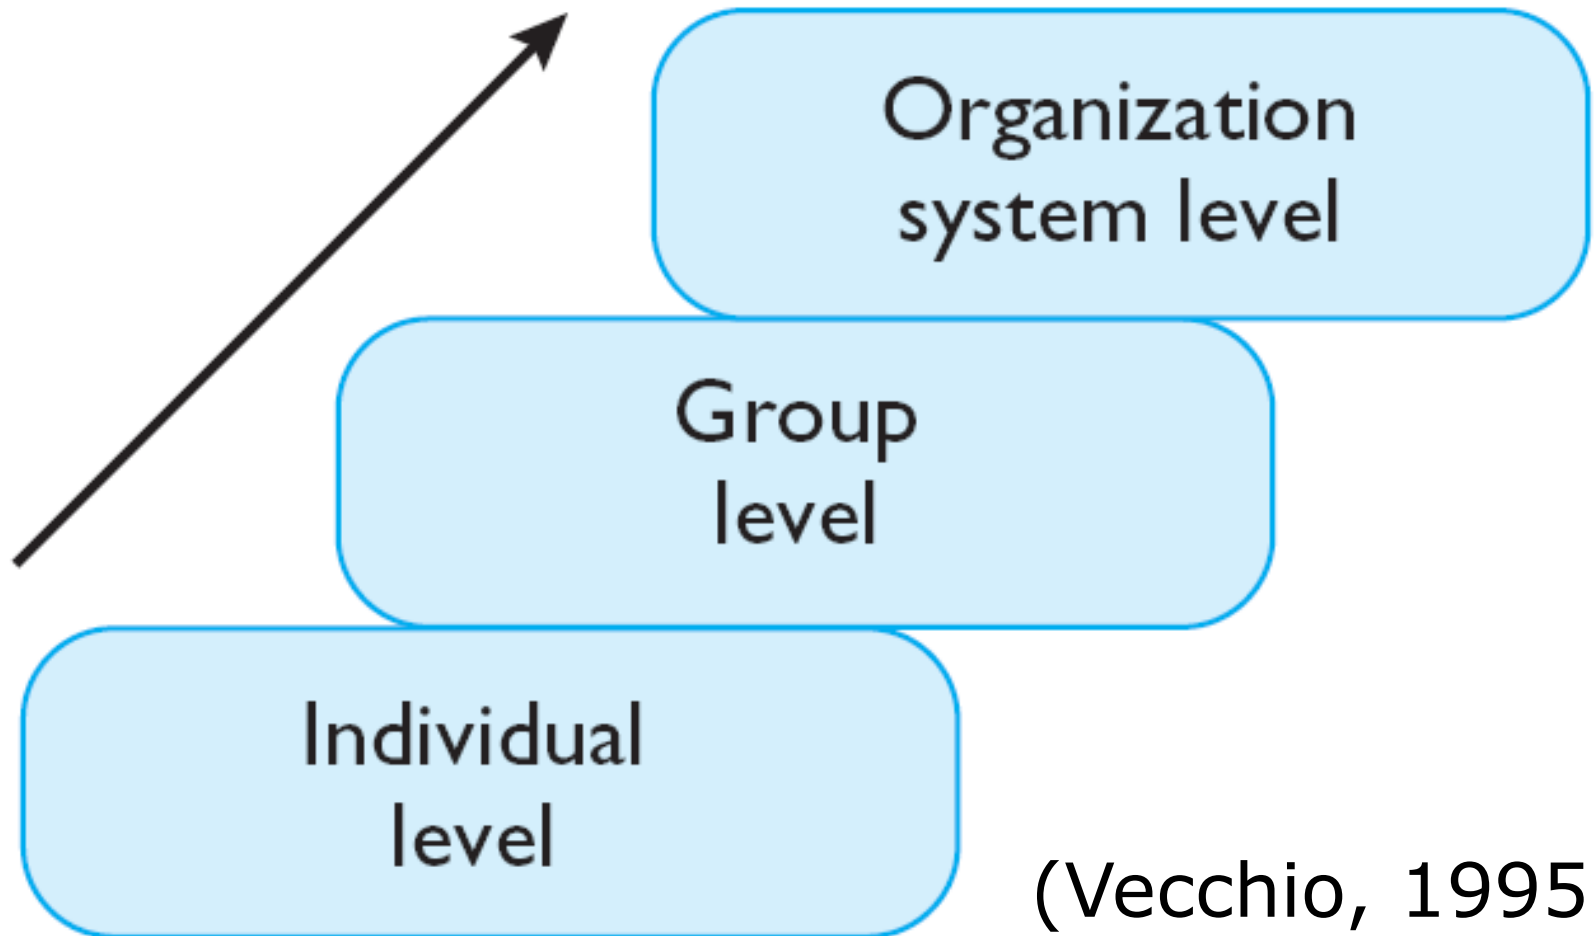 Organization
system level
Group
level
Individual
level
(Vecchio, 1995